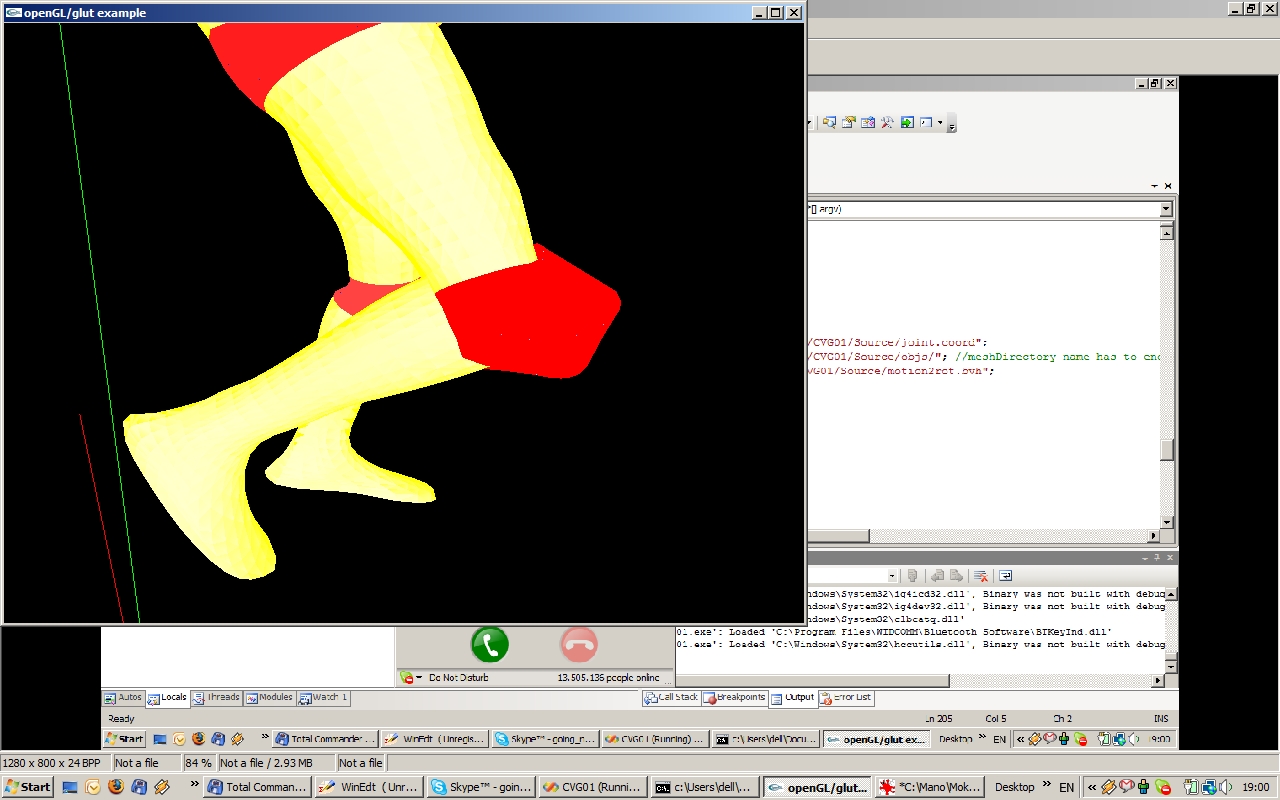 openGL/glut example
*[] argv)
/CVG01/Source/joint.coord";
/CVG01/Source/objs/"; //meshDirectory name has to end
VG01/Source/motion2rct.bvh";
ndows\System32\ig4icd32.dll', Binary was not built with debug
ndows\System32\ig4dev32.dll', Binary was not built with debug
ndows\System32\clbcatq.dll'
01.exe': Loaded 'C:\Program Files\WIDCOMM\Bluetooth Software\BTKeyInd.dll'
01.exe': Loaded 'C:\Windows\System32\hccutils.dll', Binary was not built with debug
Do Not Disturb 13,505,136 people online
Autos Locals Threads Modules Watch 1 Call Stack Breakpoints Output Error List
Ready Ln 205 Col 5 Ch 2 INS
Start Total Commander ... WinEdt ( Unregis... Skype™ - going_n... CVG01 (Running) ... c:\Users\dell\Docu... openGL/glut ex... Desktop EN 19:00
1280 x 800 x 24 BPP Not a file 84 % Not a file / 2.93 MB Not a file
Start Total Comman... WinEdt ( Unr... Skype™ - goin... CVG01 (Runni... c:\Users\dell\... openGL/glut... *C:\Mano\Mok... Desktop EN 19:00